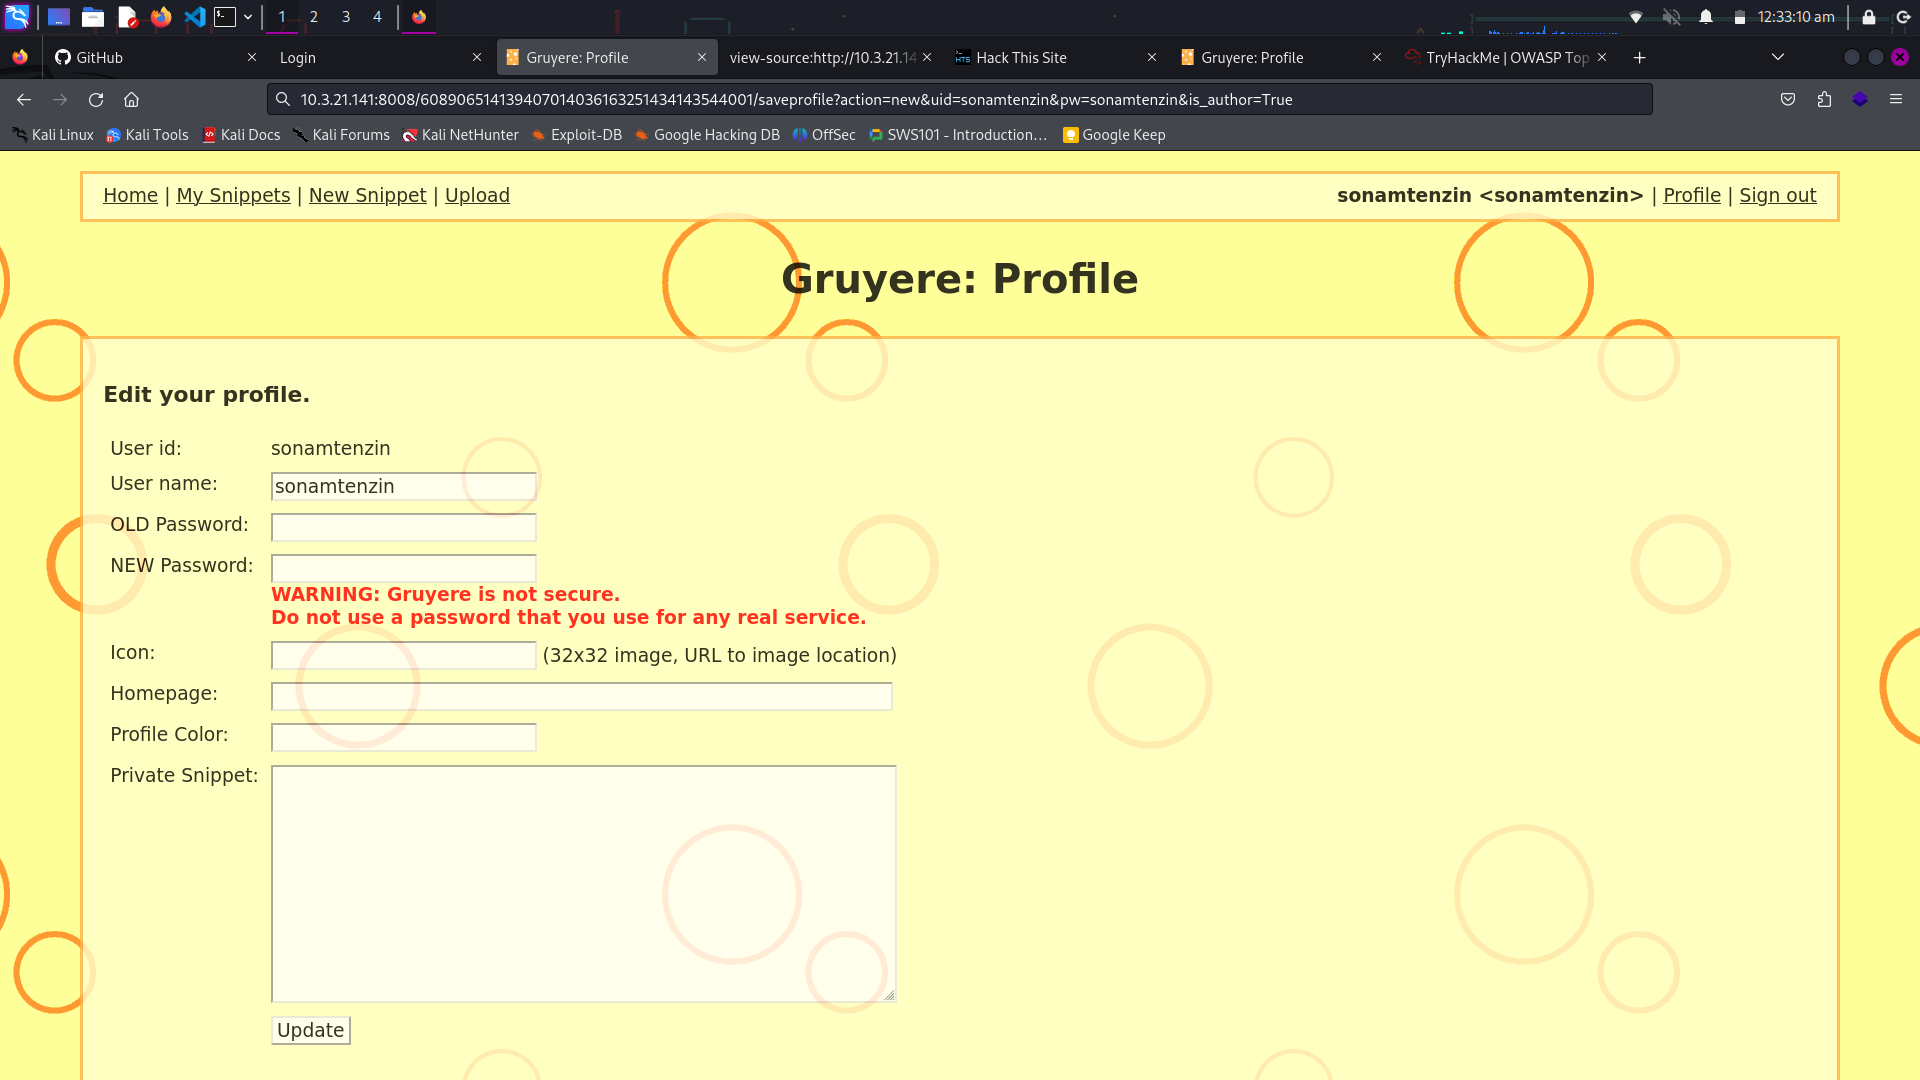 1 2 3 4 12:33:10 am
GitHub Login Gruyere: Profile view-source:http://10.3.21.14 Hack This Site Gruyere: Profile TryHackMe | OWASP Top
10.3.21.141:8008/608906514139407014036163251434143544001/saveprofile?action=new&uid=sonamtenzin&pw=sonamtenzin&is_author=True
Kali Linux Kali Tools Kali Docs Kali Forums Kali NetHunter Exploit-DB Google Hacking DB OffSec SWS101 - Introduction... Google Keep
Home | My Snippets | New Snippet | Upload sonamtenzin <sonamtenzin> | Profile | Sign out
Gruyere: Profile
Edit your profile.
User id: sonamtenzin
User name: sonamtenzin
OLD Password:
NEW Password:
WARNING: Gruyere is not secure.
Do not use a password that you use for any real service.
Icon: (32x32 image, URL to image location)
Homepage:
Profile Color:
Private Snippet:
Update